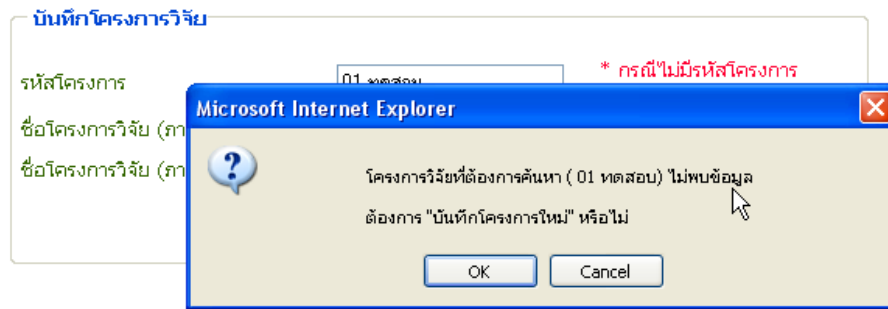 บันทึกโครงการวิจัย
รหัสโครงการ
01 ทดสอบ
* กรณีไม่มีรหัสโครงการ
Microsoft Internet Explorer
ชื่อโครงการวิจัย (ภา
ชื่อโครงการวิจัย (ภา
โครงการวิจัยที่ต้องการค้นหา ( 01 ทดสอบ) ไม่พบข้อมูล
ต้องการ "บันทึกโครงการใหม่" หรือไม่
OK
Cancel